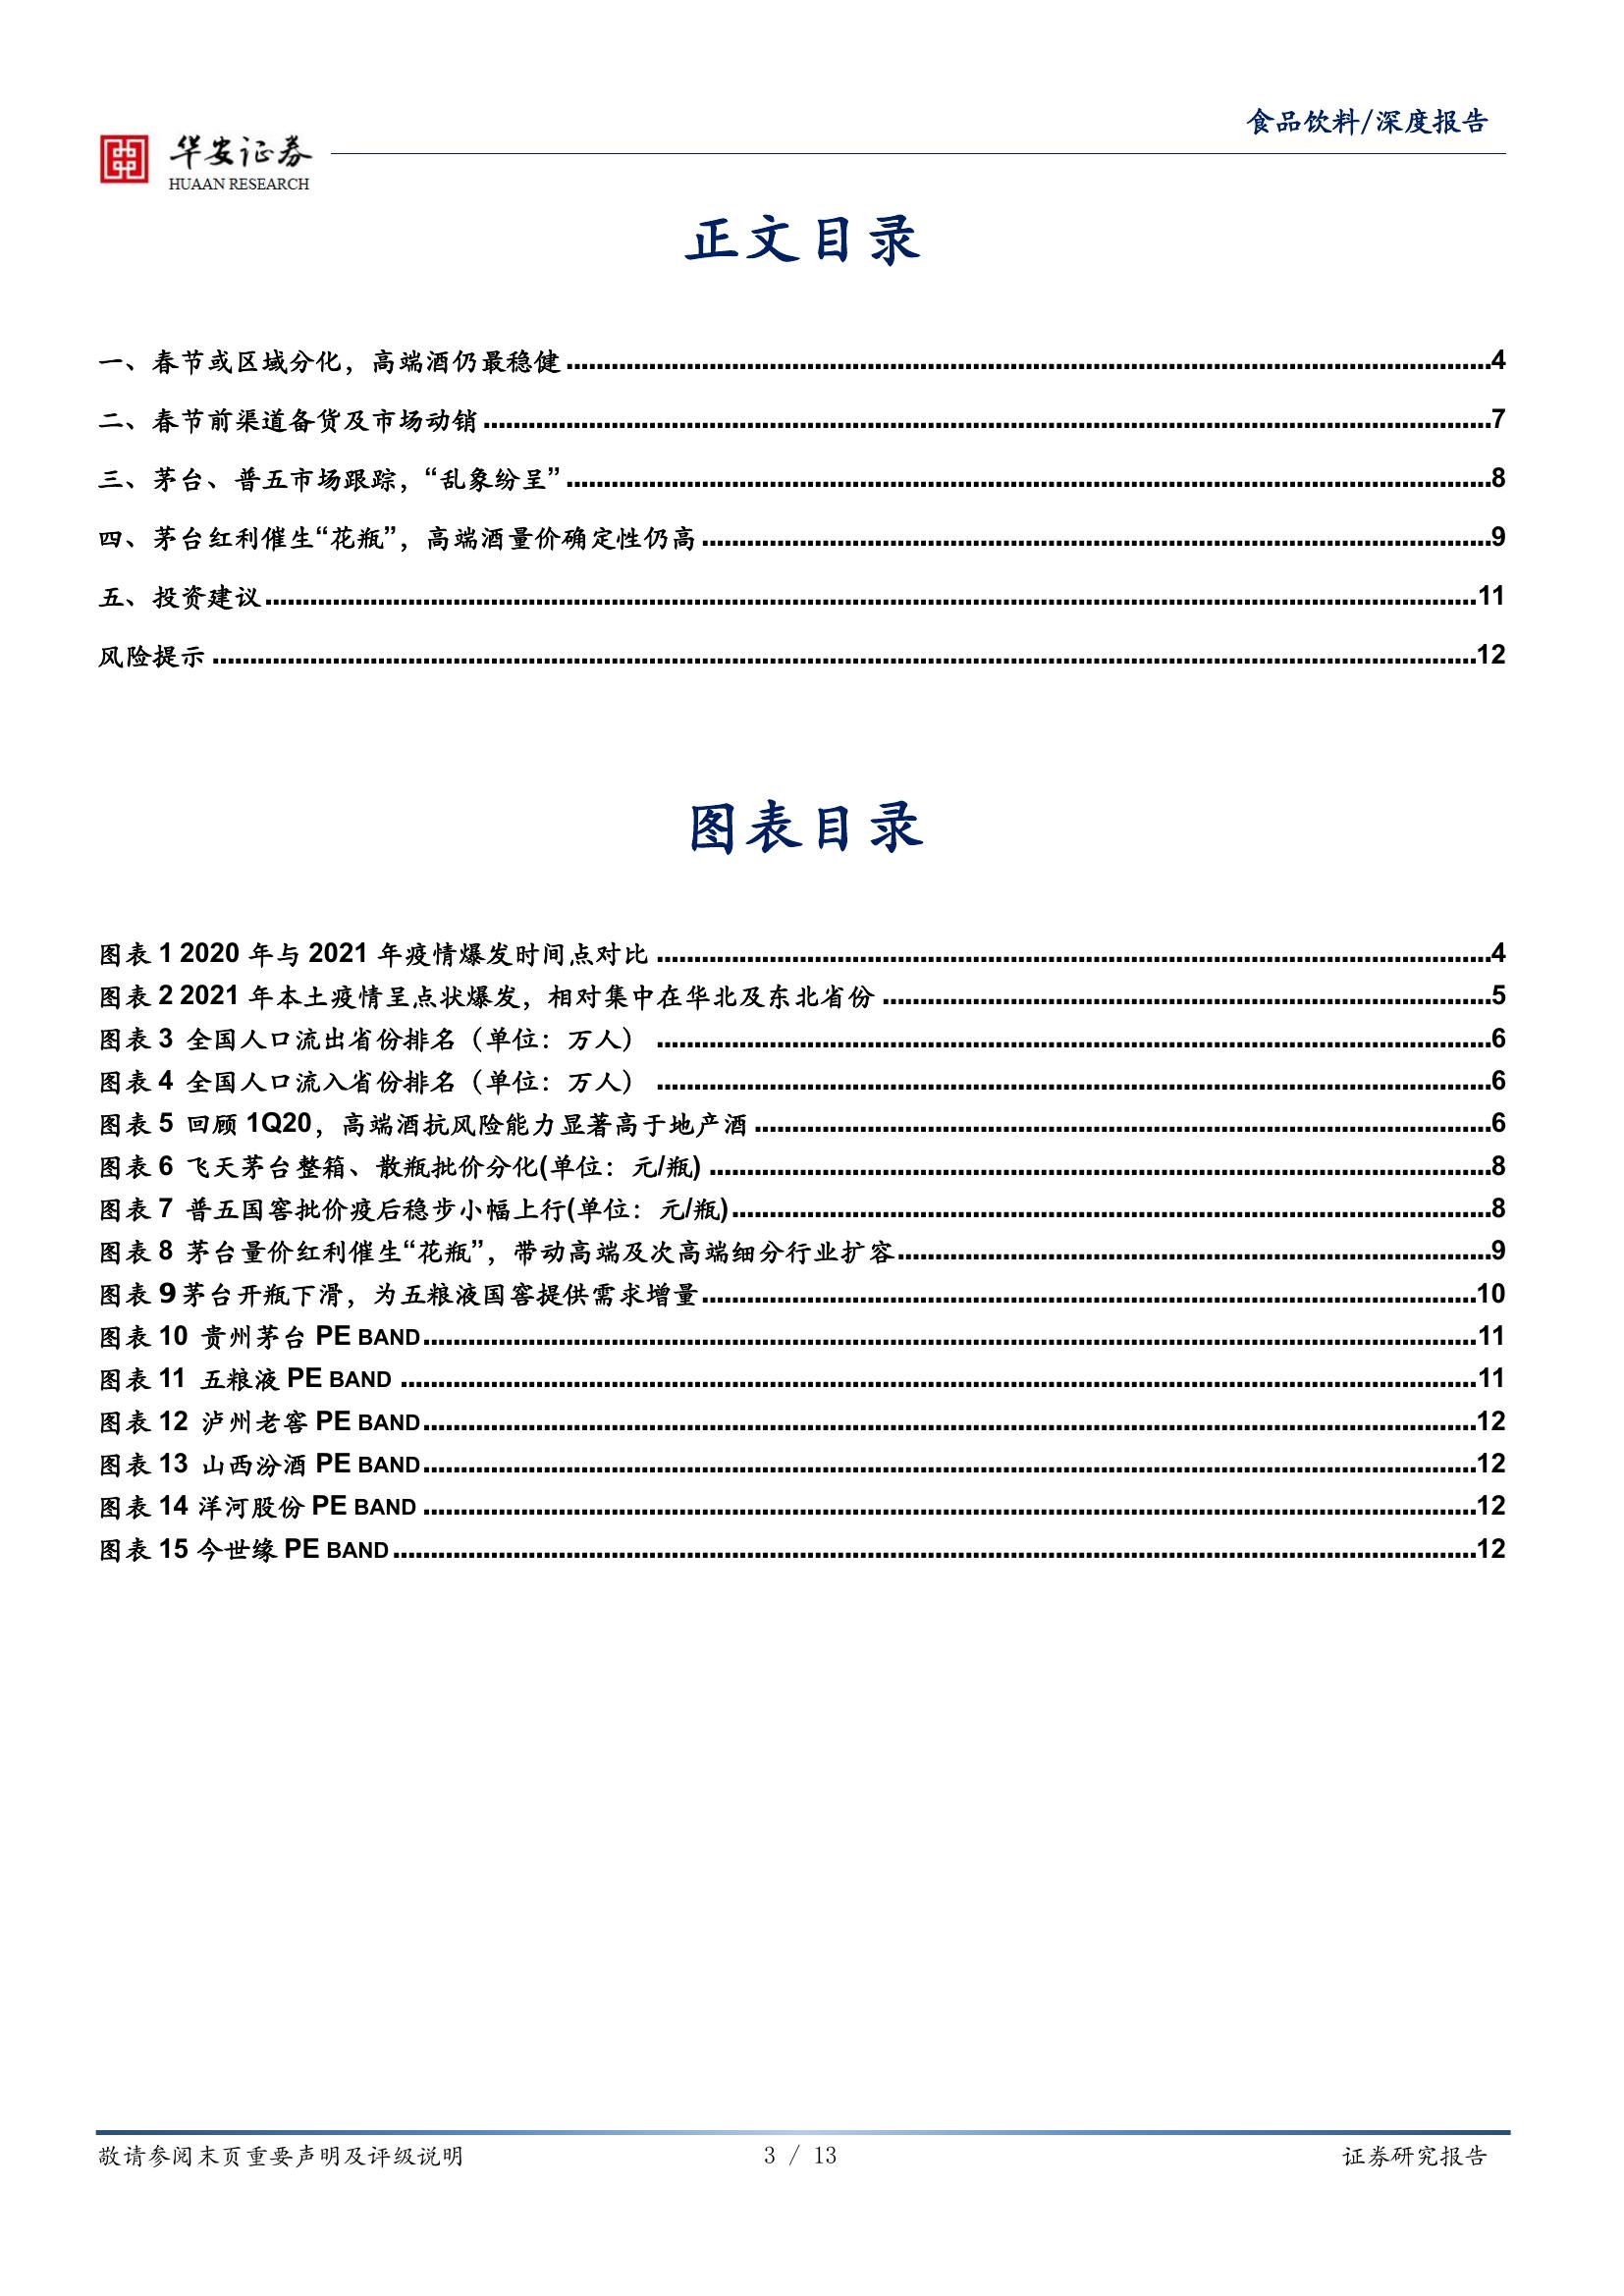 食品饮料/深度报告
华安证券
HUAAN RESEARCH
正文目录
一、春节或区域分化，高端酒仍最稳健........4
二、春节前渠道备货及市场动销........7
三、茅台、普五市场跟踪，“乱象纷呈”........8
四、茅台红利催生“花瓶”，高端酒量价确定性仍高........9
五、投资建议........11
风险提示........12
图表目录
图表 1 2020 年与 2021 年疫情爆发时间点对比........4
图表 2 2021 年本土疫情呈点状爆发，相对集中在华北及东北省份........5
图表 3 全国人口流出省份排名（单位：万人）........6
图表 4 全国人口流入省份排名（单位：万人）........6
图表 5 回顾 1Q20，高端酒抗风险能力显著高于地产酒........6
图表 6 飞天茅台整箱、散瓶批价分化(单位：元/瓶)........8
图表 7 普五国窖批价疫后稳步小幅上行(单位：元/瓶)........8
图表 8 茅台量价红利催生“花瓶”，带动高端及次高端细分行业扩容........9
图表 9 茅台开瓶下滑，为五粮液国窖提供需求增量........10
图表 10 贵州茅台 PE BAND........11
图表 11 五粮液 PE BAND........11
图表 12 泸州老窖 PE BAND........12
图表 13 山西汾酒 PE BAND........12
图表 14 洋河股份 PE BAND........12
图表 15 今世缘 PE BAND........12
敬请参阅末页重要声明及评级说明
3 / 13
证券研究报告